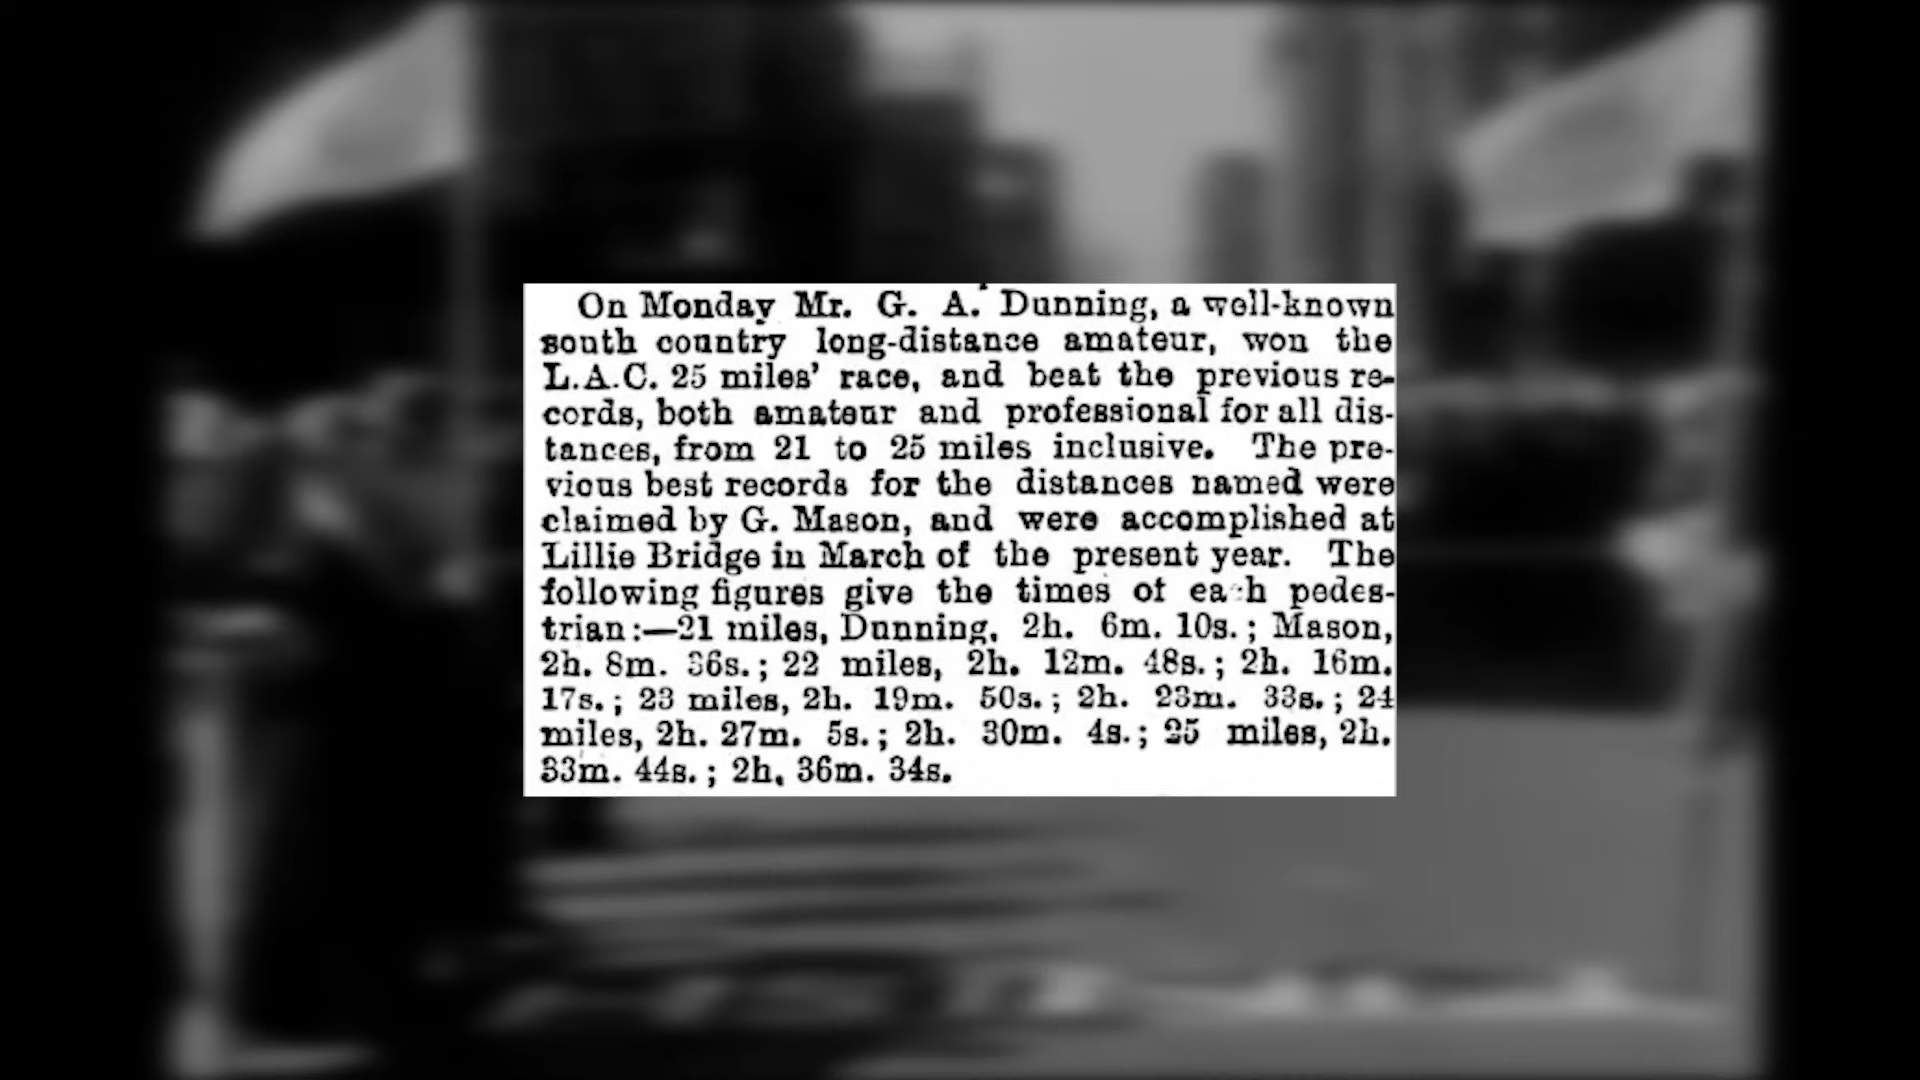 On Monday Mr. G. A. Dunning, a well-known
south country long-distance amateur, won the
L.A.C. 25 miles' race, and beat the previous re-
cords, both amateur and professional for all dis-
tances, from 21 to 25 miles inclusive. The pre-
vious best records for the distances named were
claimed by G. Mason, and were accomplished at
Lillie Bridge in March of the present year. The
following figures give the times of each pedes-
trian:—21 miles, Dunning, 2h. 6m. 10s.; Mason,
2h. 8m. 36s.; 22 miles, 2h. 12m. 48s.; 2h. 16m.
17s.; 23 miles, 2h. 19m. 50s.; 2h. 23m. 33s.; 24
miles, 2h. 27m. 5s.; 2h. 30m. 4s.; 25 miles, 2h.
33m. 44s.; 2h. 36m. 34s.